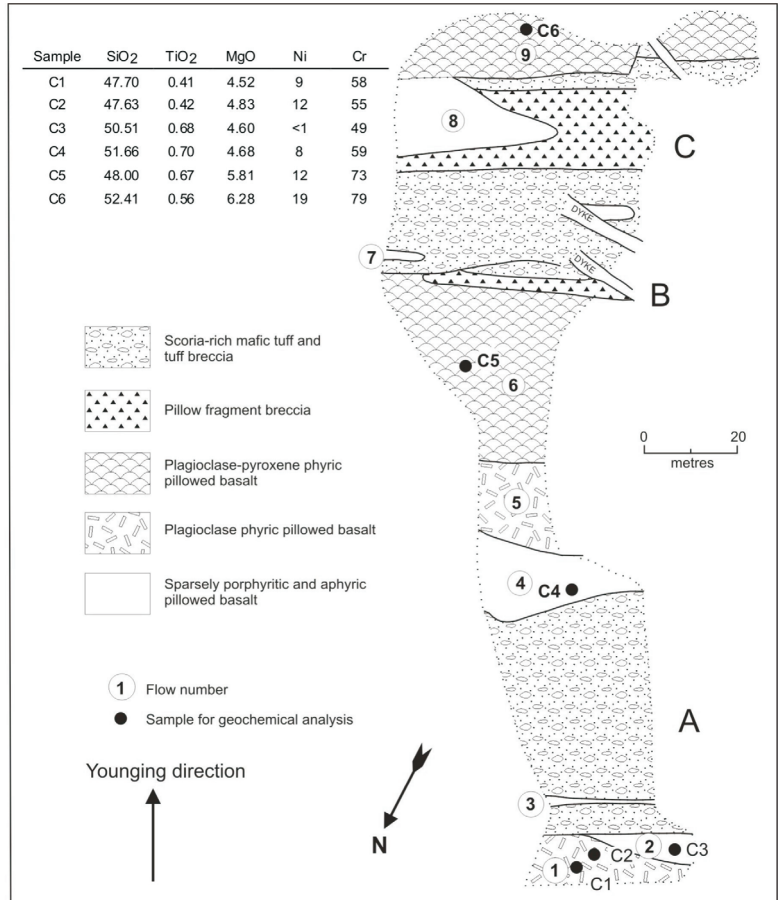 Sample SiO2 TiO2 MgO Ni Cr
C1 47.70 0.41 4.52 9 58
C2 47.63 0.42 4.83 12 55
C3 50.51 0.68 4.60 <1 49
C4 51.66 0.70 4.68 8 59
C5 48.00 0.67 5.81 12 73
C6 52.41 0.56 6.28 19 79
C6
9
8
C
DYKE
7
DYKE
B
C5
6
0 20
metres
5
4 C4
A
3
2 C3
C2
1
C1
Scoria-rich mafic tuff and
tuff breccia
Pillow fragment breccia
Plagioclase-pyroxene phyric
pillowed basalt
Plagioclase phyric pillowed basalt
Sparsely porphyritic and aphyric
pillowed basalt
1 Flow number
Sample for geochemical analysis
Younging direction
N